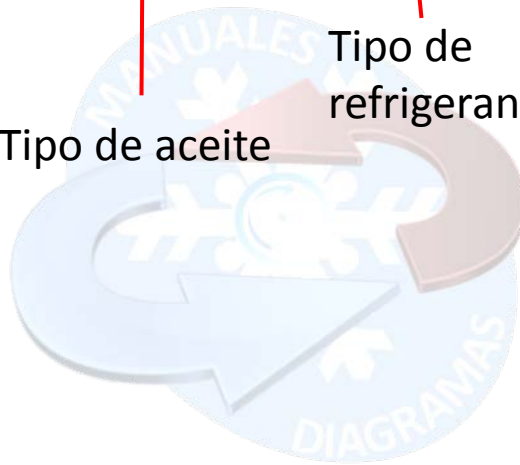 Tipo de
refrigeran
Tipo de aceite
MANUALES
DIAGRAMAS